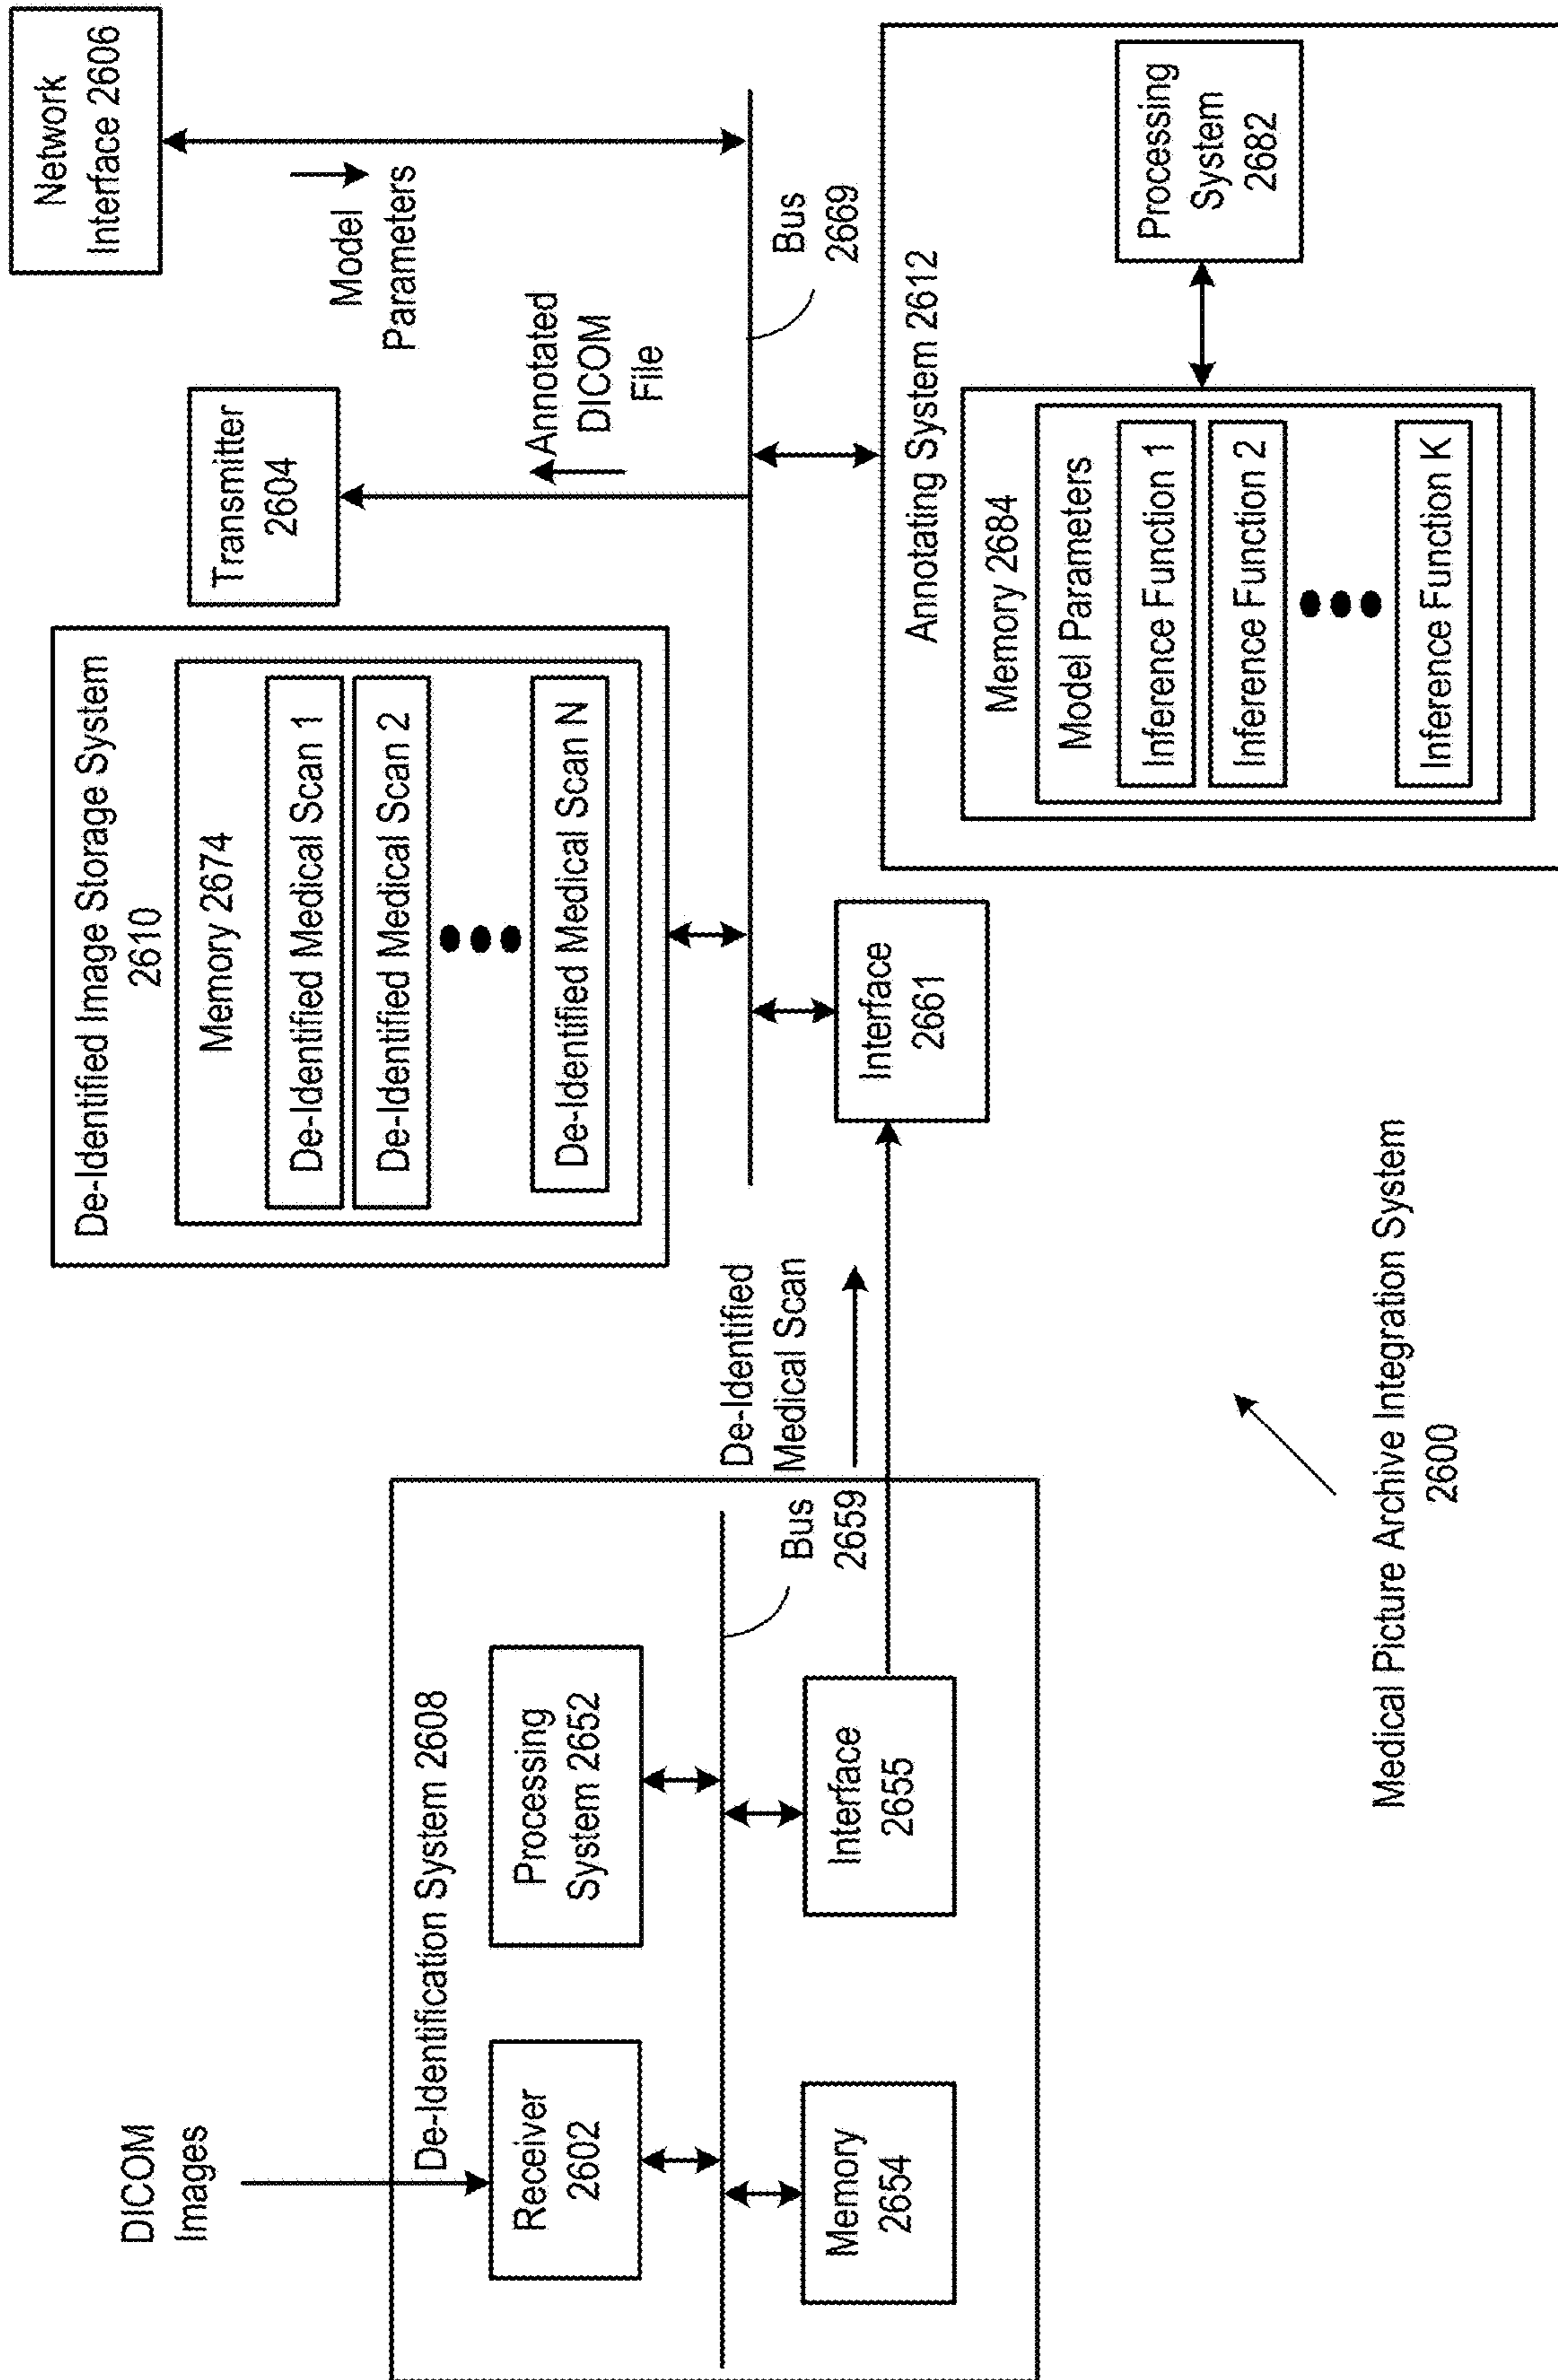 DICOM
Images
De-Identification System 2608
Receiver
2602
Processing
System 2652
Bus
2659
Memory
2654
Interface
2655
De-Identified
Medical Scan
De-Identified Image Storage System
2610
Memory 2674
De-Identified Medical Scan 1
De-Identified Medical Scan 2
De-Identified Medical Scan N
Interface
2661
Transmitter
2604
Annotated
DICOM
File
Network
Interface 2606
Model
Parameters
Bus
2669
Annotating System 2612
Memory 2684
Model Parameters
Inference Function 1
Inference Function 2
Inference Function K
Processing
System
2682
Medical Picture Archive Integration System
2600